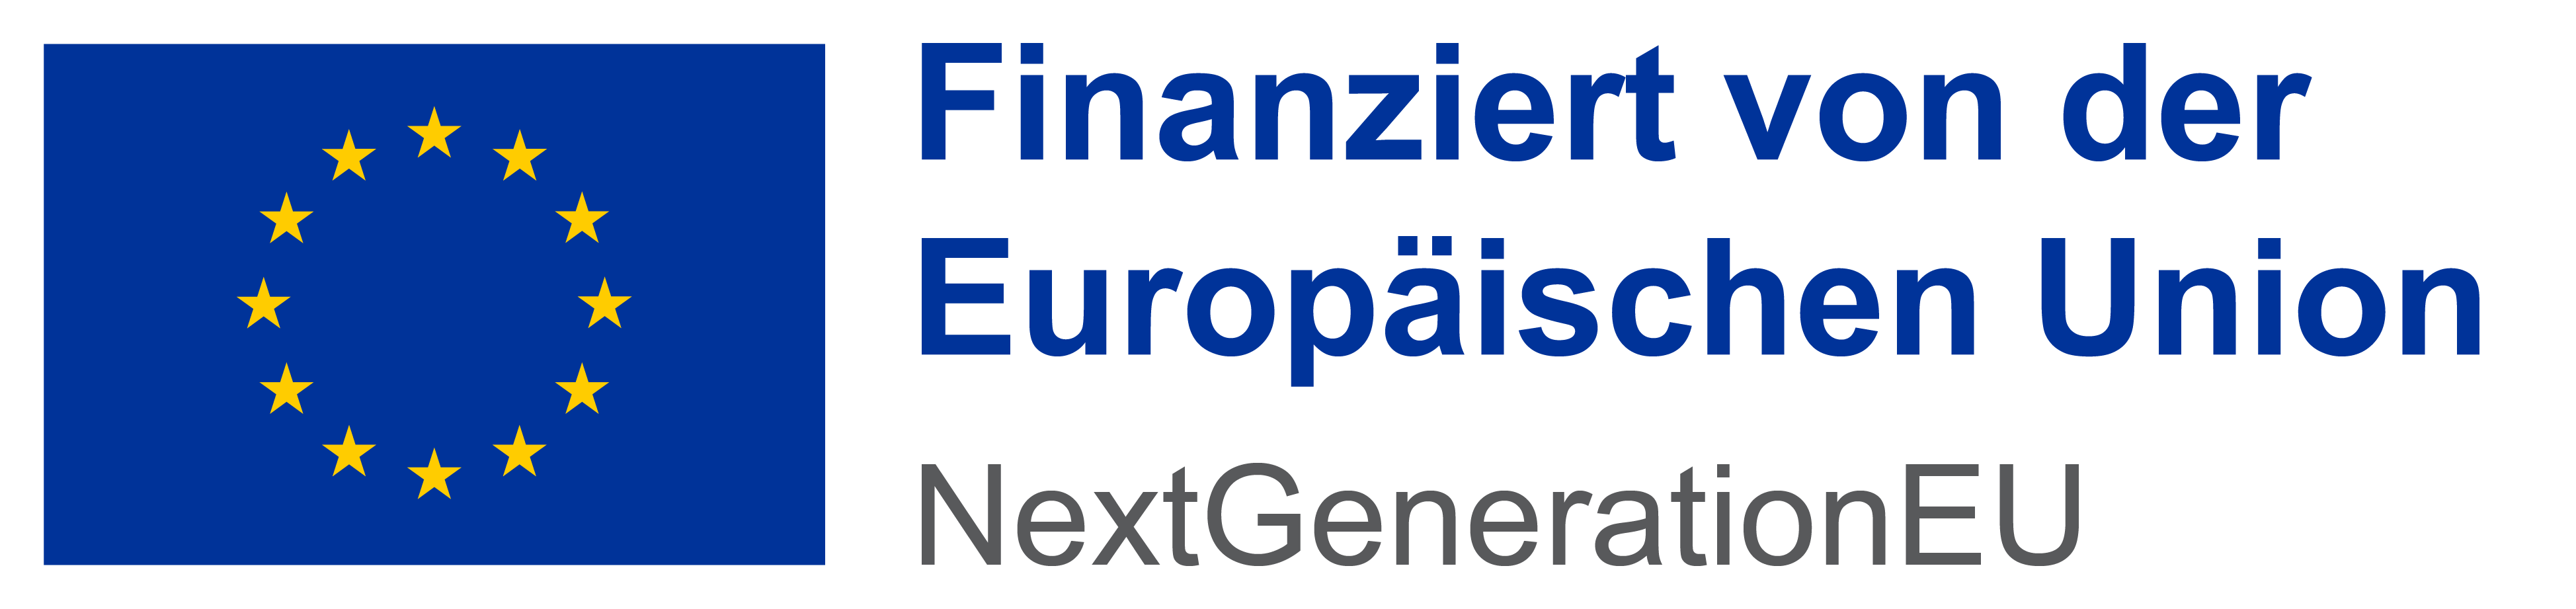 Finanziert von der
Europäischen Union
NextGenerationEU